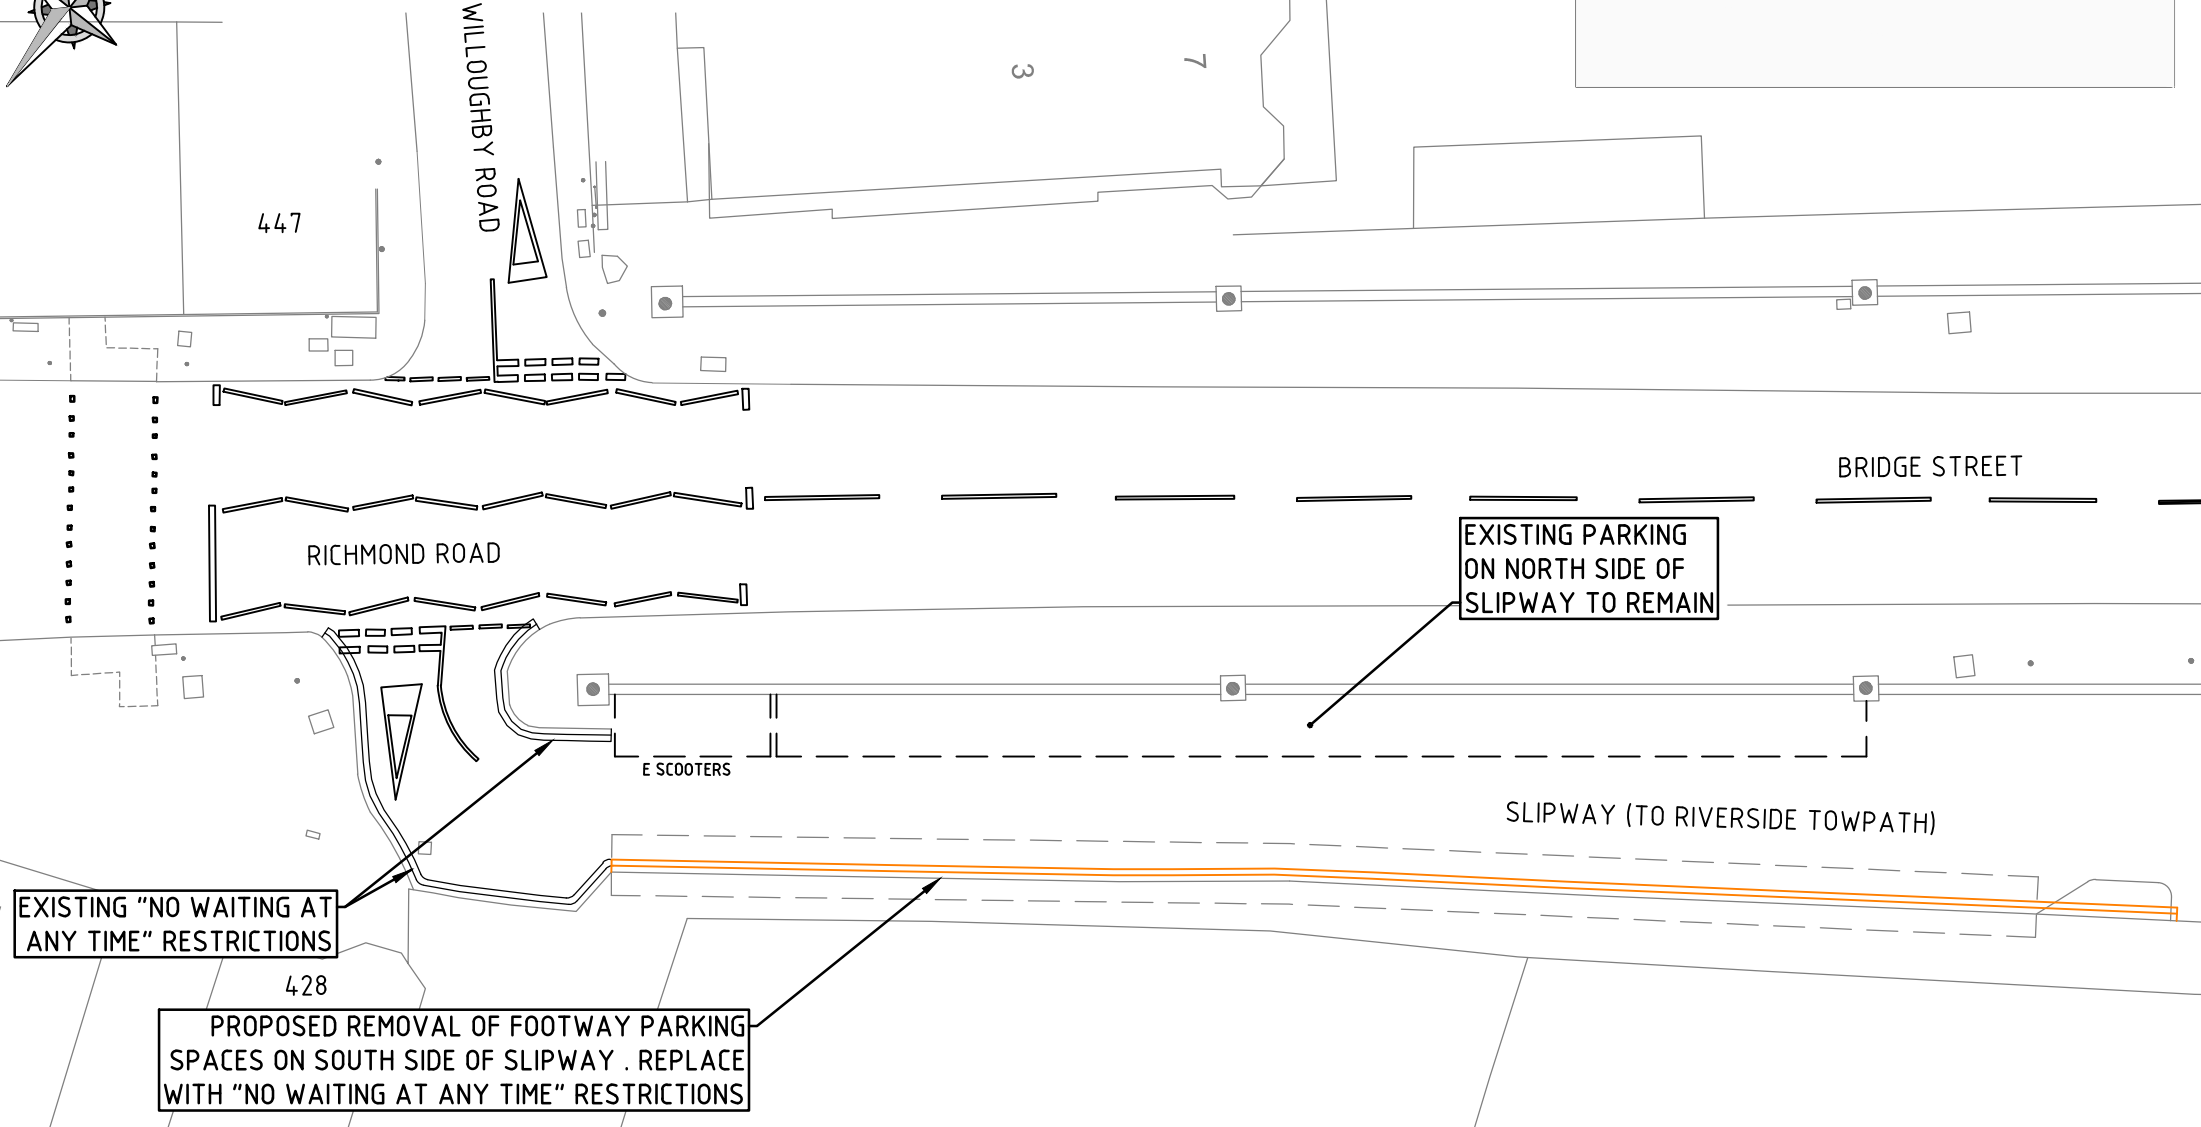 WILLOUGHBY ROAD
3
7
447
BRIDGE STREET
RICHMOND ROAD
EXISTING PARKING
ON NORTH SIDE OF
SLIPWAY TO REMAIN
E SCOOTERS
SLIPWAY (TO RIVERSIDE TOWPATH)
EXISTING "NO WAITING AT
ANY TIME" RESTRICTIONS
428
PROPOSED REMOVAL OF FOOTWAY PARKING
SPACES ON SOUTH SIDE OF SLIPWAY . REPLACE
WITH "NO WAITING AT ANY TIME" RESTRICTIONS